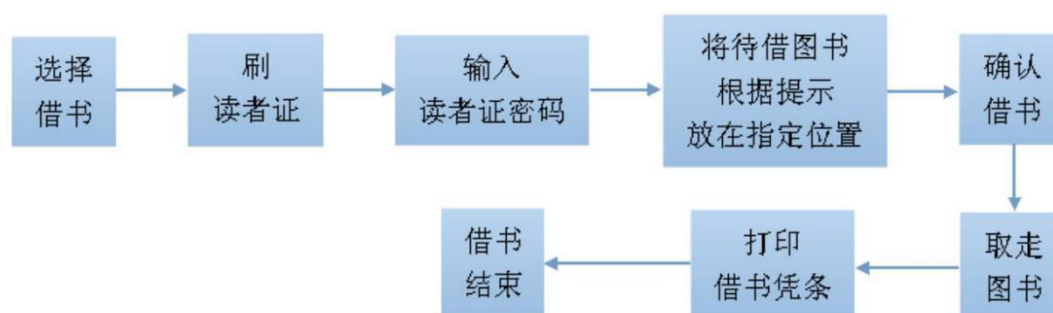 选择
借书
刷
读者证
输入
读者证密码
将待借图书
根据提示
放在指定位置
确认
借书
取走
图书
打印
借书凭条
借书
结束